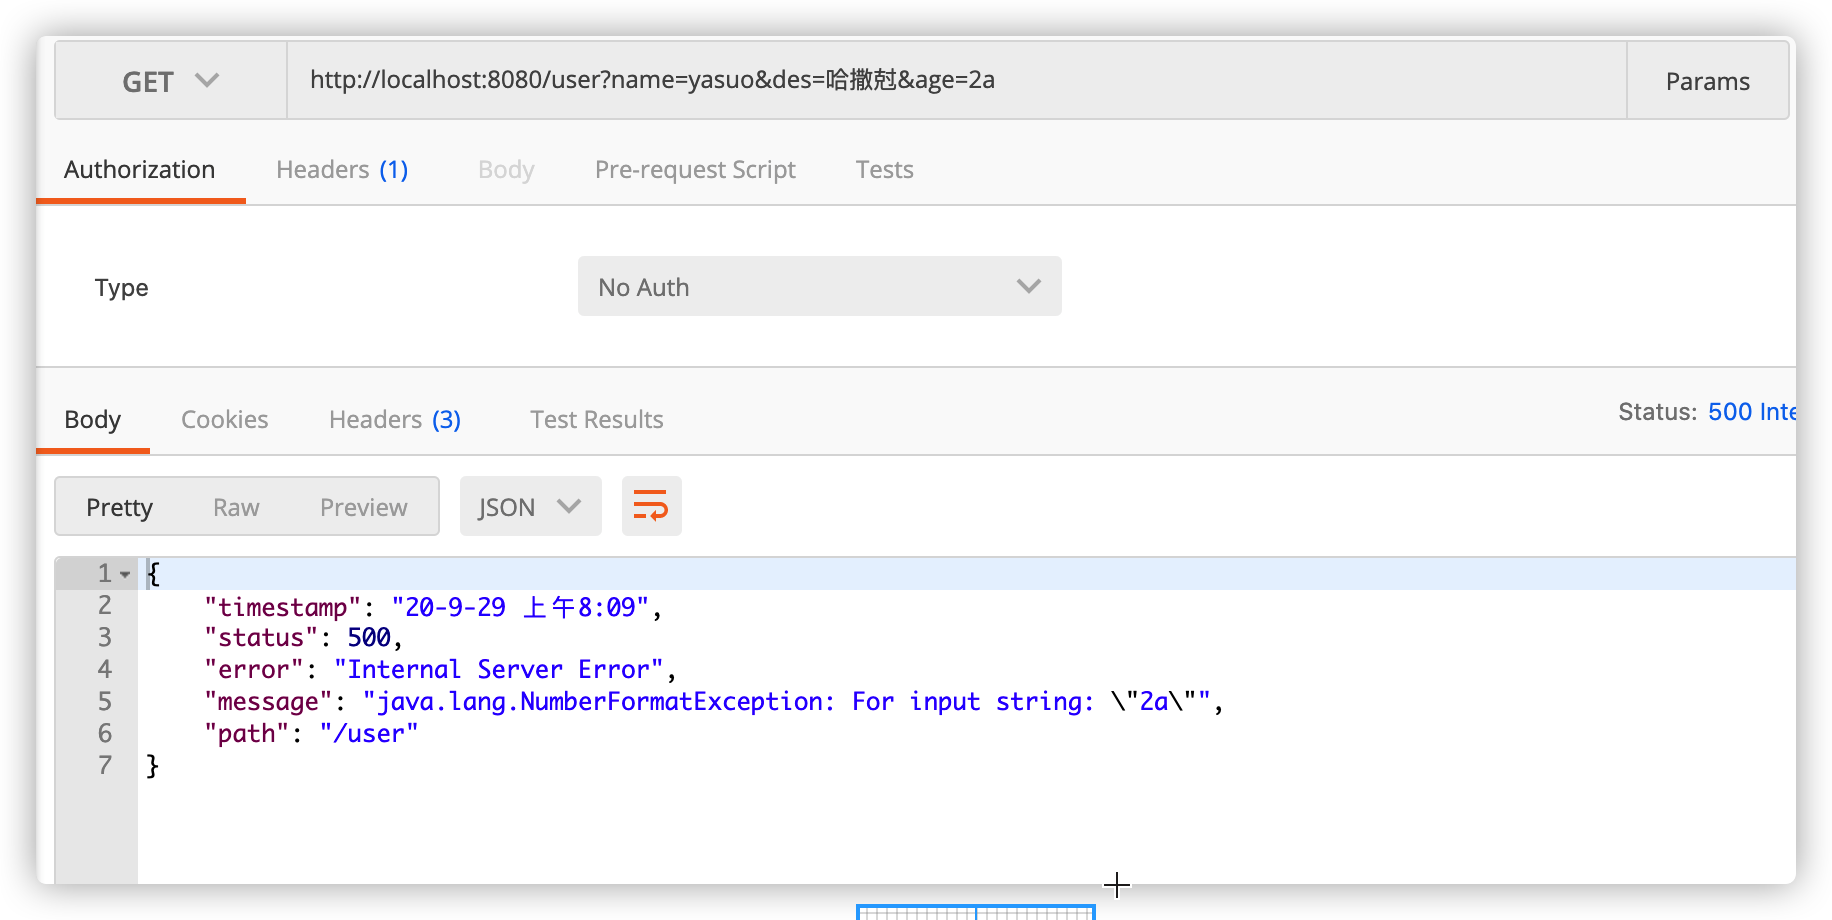 GET http://localhost:8080/user?name=yasuo&des=哈撒尅&age=2a Params
Authorization Headers (1) Body Pre-request Script Tests
Type No Auth
Body Cookies Headers (3) Test Results Status: 500 Inte
Pretty Raw Preview JSON
1 {
2 "timestamp": "20-9-29 上午8:09",
3 "status": 500,
4 "error": "Internal Server Error",
5 "message": "java.lang.NumberFormatException: For input string: \"2a\"",
6 "path": "/user"
7 }